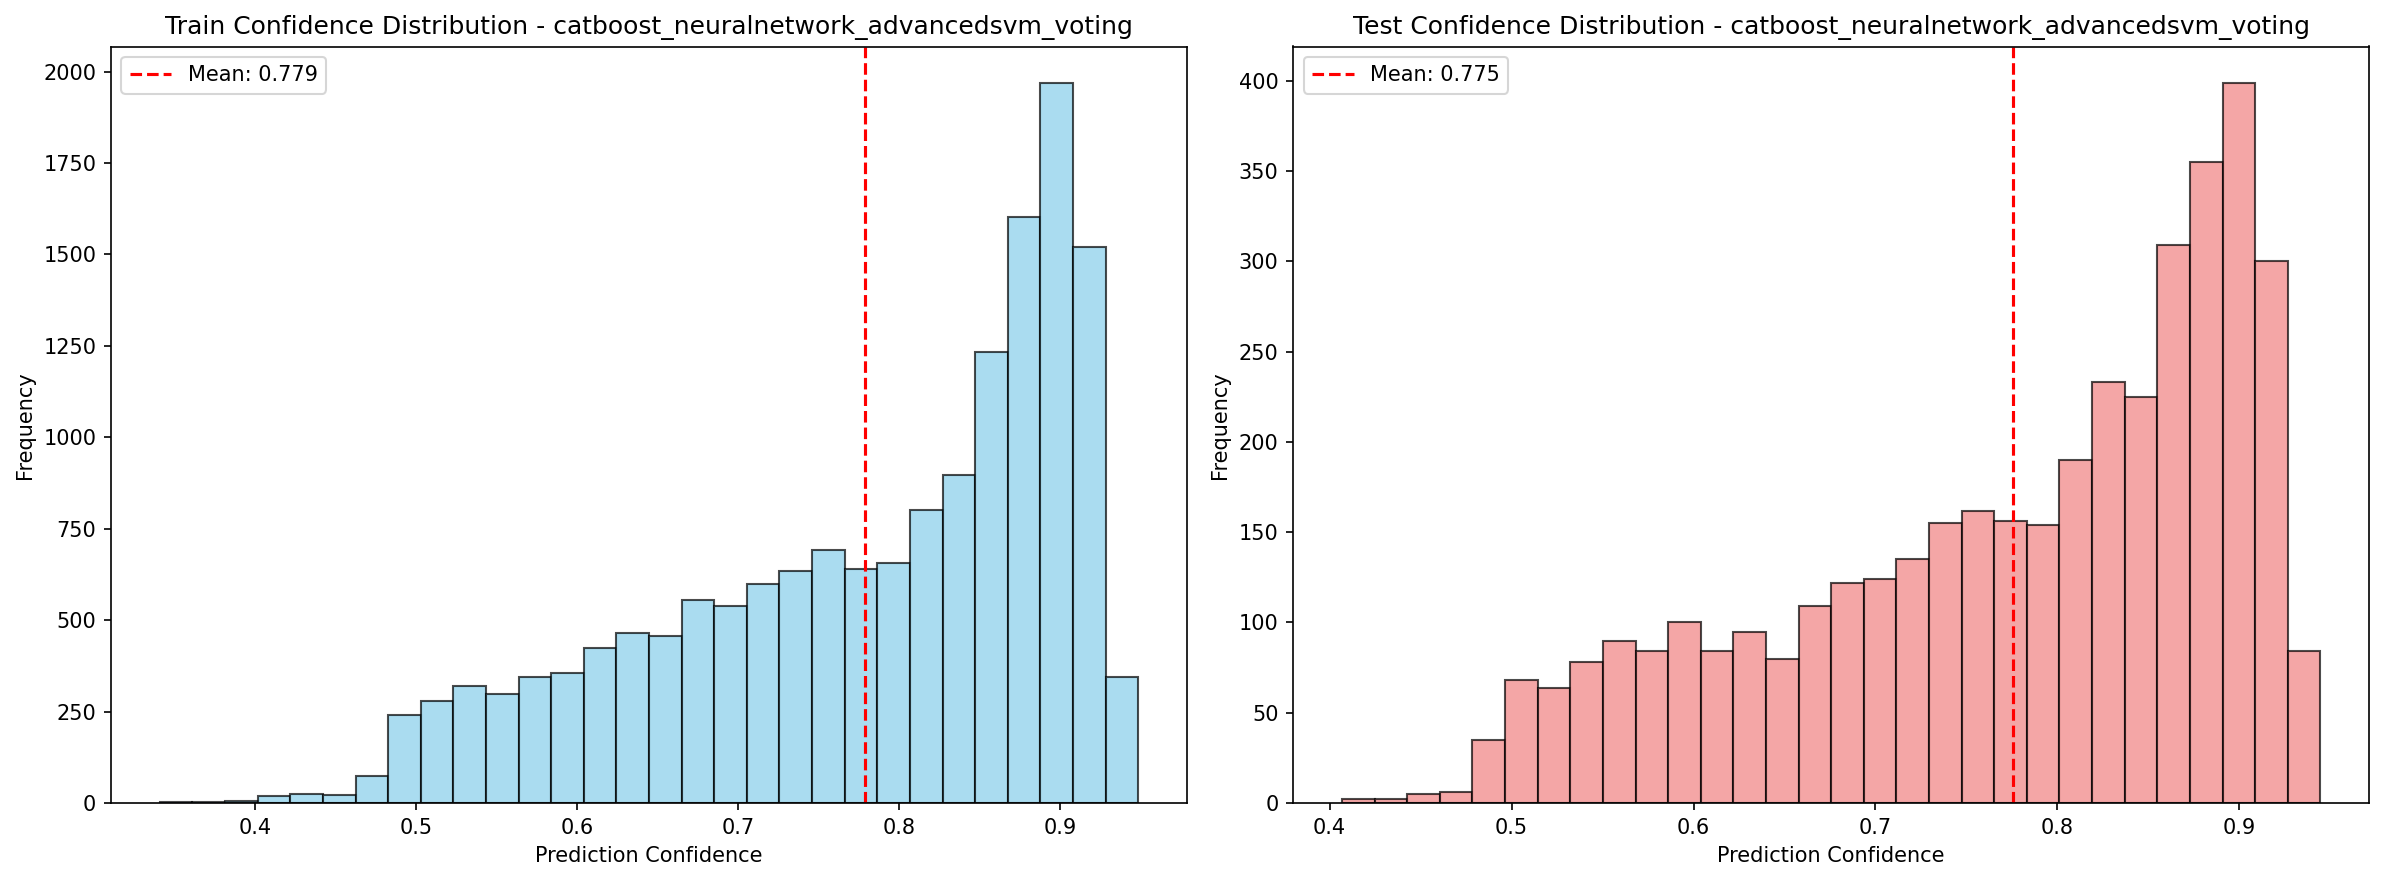 Train Confidence Distribution - catboost_neuralnetwork_advancedsvm_voting
Mean: 0.779
2000
1750
1500
1250
1000
750
500
250
0
Frequency
0.4 0.5 0.6 0.7 0.8 0.9
Prediction Confidence
Test Confidence Distribution - catboost_neuralnetwork_advancedsvm_voting
Mean: 0.775
400
350
300
250
200
150
100
50
0
Frequency
0.4 0.5 0.6 0.7 0.8 0.9
Prediction Confidence